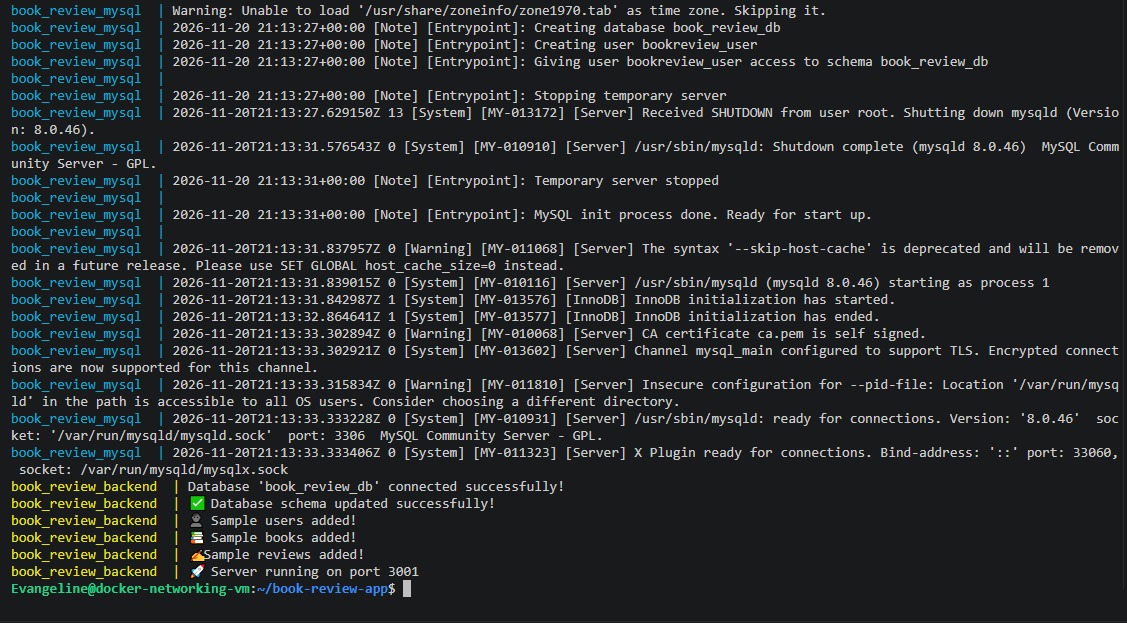 book_review_mysql  | Warning: Unable to load '/usr/share/zoneinfo/zone1970.tab' as time zone. Skipping it.
book_review_mysql  | 2026-11-20 21:13:27+00:00 [Note] [Entrypoint]: Creating database book_review_db
book_review_mysql  | 2026-11-20 21:13:27+00:00 [Note] [Entrypoint]: Creating user bookreview_user
book_review_mysql  | 2026-11-20 21:13:27+00:00 [Note] [Entrypoint]: Giving user bookreview_user access to schema book_review_db
book_review_mysql  |
book_review_mysql  | 2026-11-20 21:13:27+00:00 [Note] [Entrypoint]: Stopping temporary server
book_review_mysql  | 2026-11-20T21:13:27.629150Z 13 [System] [MY-013172] [Server] Received SHUTDOWN from user root. Shutting down mysqld (Versio
n: 8.0.46).
book_review_mysql  | 2026-11-20T21:13:31.576543Z 0 [System] [MY-010910] [Server] /usr/sbin/mysqld: Shutdown complete (mysqld 8.0.46)  MySQL Comm
unity Server - GPL.
book_review_mysql  | 2026-11-20 21:13:31+00:00 [Note] [Entrypoint]: Temporary server stopped
book_review_mysql  |
book_review_mysql  | 2026-11-20 21:13:31+00:00 [Note] [Entrypoint]: MySQL init process done. Ready for start up.
book_review_mysql  |
book_review_mysql  | 2026-11-20T21:13:31.837957Z 0 [Warning] [MY-011068] [Server] The syntax '--skip-host-cache' is deprecated and will be remov
ed in a future release. Please use SET GLOBAL host_cache_size=0 instead.
book_review_mysql  | 2026-11-20T21:13:31.839015Z 0 [System] [MY-010116] [Server] /usr/sbin/mysqld (mysqld 8.0.46) starting as process 1
book_review_mysql  | 2026-11-20T21:13:31.842987Z 1 [System] [MY-013576] [InnoDB] InnoDB initialization has started.
book_review_mysql  | 2026-11-20T21:13:32.864641Z 1 [System] [MY-013577] [InnoDB] InnoDB initialization has ended.
book_review_mysql  | 2026-11-20T21:13:33.302894Z 0 [Warning] [MY-010068] [Server] CA certificate ca.pem is self signed.
book_review_mysql  | 2026-11-20T21:13:33.302921Z 0 [System] [MY-013602] [Server] Channel mysql_main configured to support TLS. Encrypted connect
ions are now supported for this channel.
book_review_mysql  | 2026-11-20T21:13:33.315834Z 0 [Warning] [MY-011810] [Server] Insecure configuration for --pid-file: Location '/var/run/mysq
ld' in the path is accessible to all OS users. Consider choosing a different directory.
book_review_mysql  | 2026-11-20T21:13:33.333228Z 0 [System] [MY-010931] [Server] /usr/sbin/mysqld: ready for connections. Version: '8.0.46'  soc
ket: '/var/run/mysqld/mysqld.sock'  port: 3306  MySQL Community Server - GPL.
book_review_mysql  | 2026-11-20T21:13:33.333406Z 0 [System] [MY-011323] [Server] X Plugin ready for connections. Bind-address: '::' port: 33060,
 socket: /var/run/mysqld/mysqlx.sock
book_review_backend  | Database 'book_review_db' connected successfully!
book_review_backend  | ✅ Database schema updated successfully!
book_review_backend  | 👤 Sample users added!
book_review_backend  | 📚 Sample books added!
book_review_backend  | ✍️Sample reviews added!
book_review_backend  | 🚀 Server running on port 3001
Evangeline@docker-networking-vm:~/book-review-app$